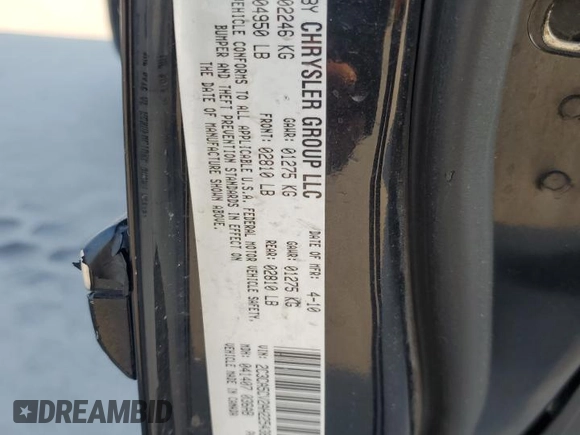 BY CHRYSLER GROUP LLC
DATE OF MFR: 4-10
02246 KG
04950 LB
GAWR: 01275 KG
FRONT: 02810 LB
GAWR: 01275 KG
REAR: 02810 LB
VEHICLE CONFORMS TO ALL APPLICABLE U.S.A. FEDERAL MOTOR VEHICLE SAFETY,
BUMPER AND THEFT PREVENTION STANDARDS IN EFFECT ON
THE DATE OF MANUFACTURE SHOWN ABOVE.
MDH: 041407
VEHICLE MADE IN CANADA